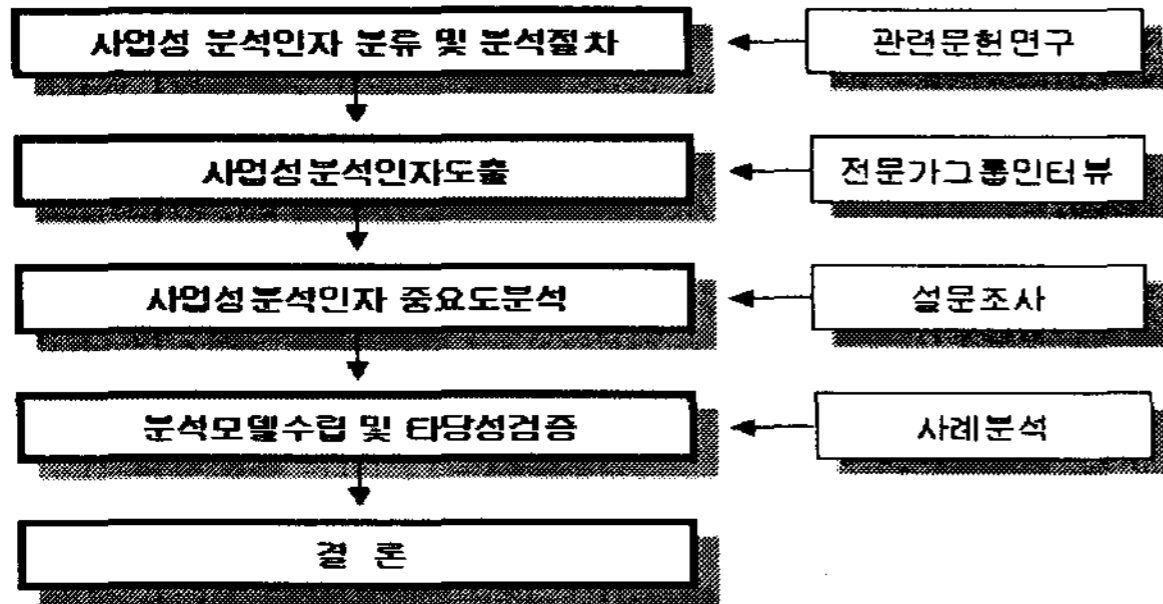 사업성 분석인자 분류 및 분석절차
관련문헌연구
사업성분석인자도출
전문가그룹인터뷰
사업성분석인자 중요도분석
설문조사
분석모델수립 및 타당성검증
사례분석
결 론